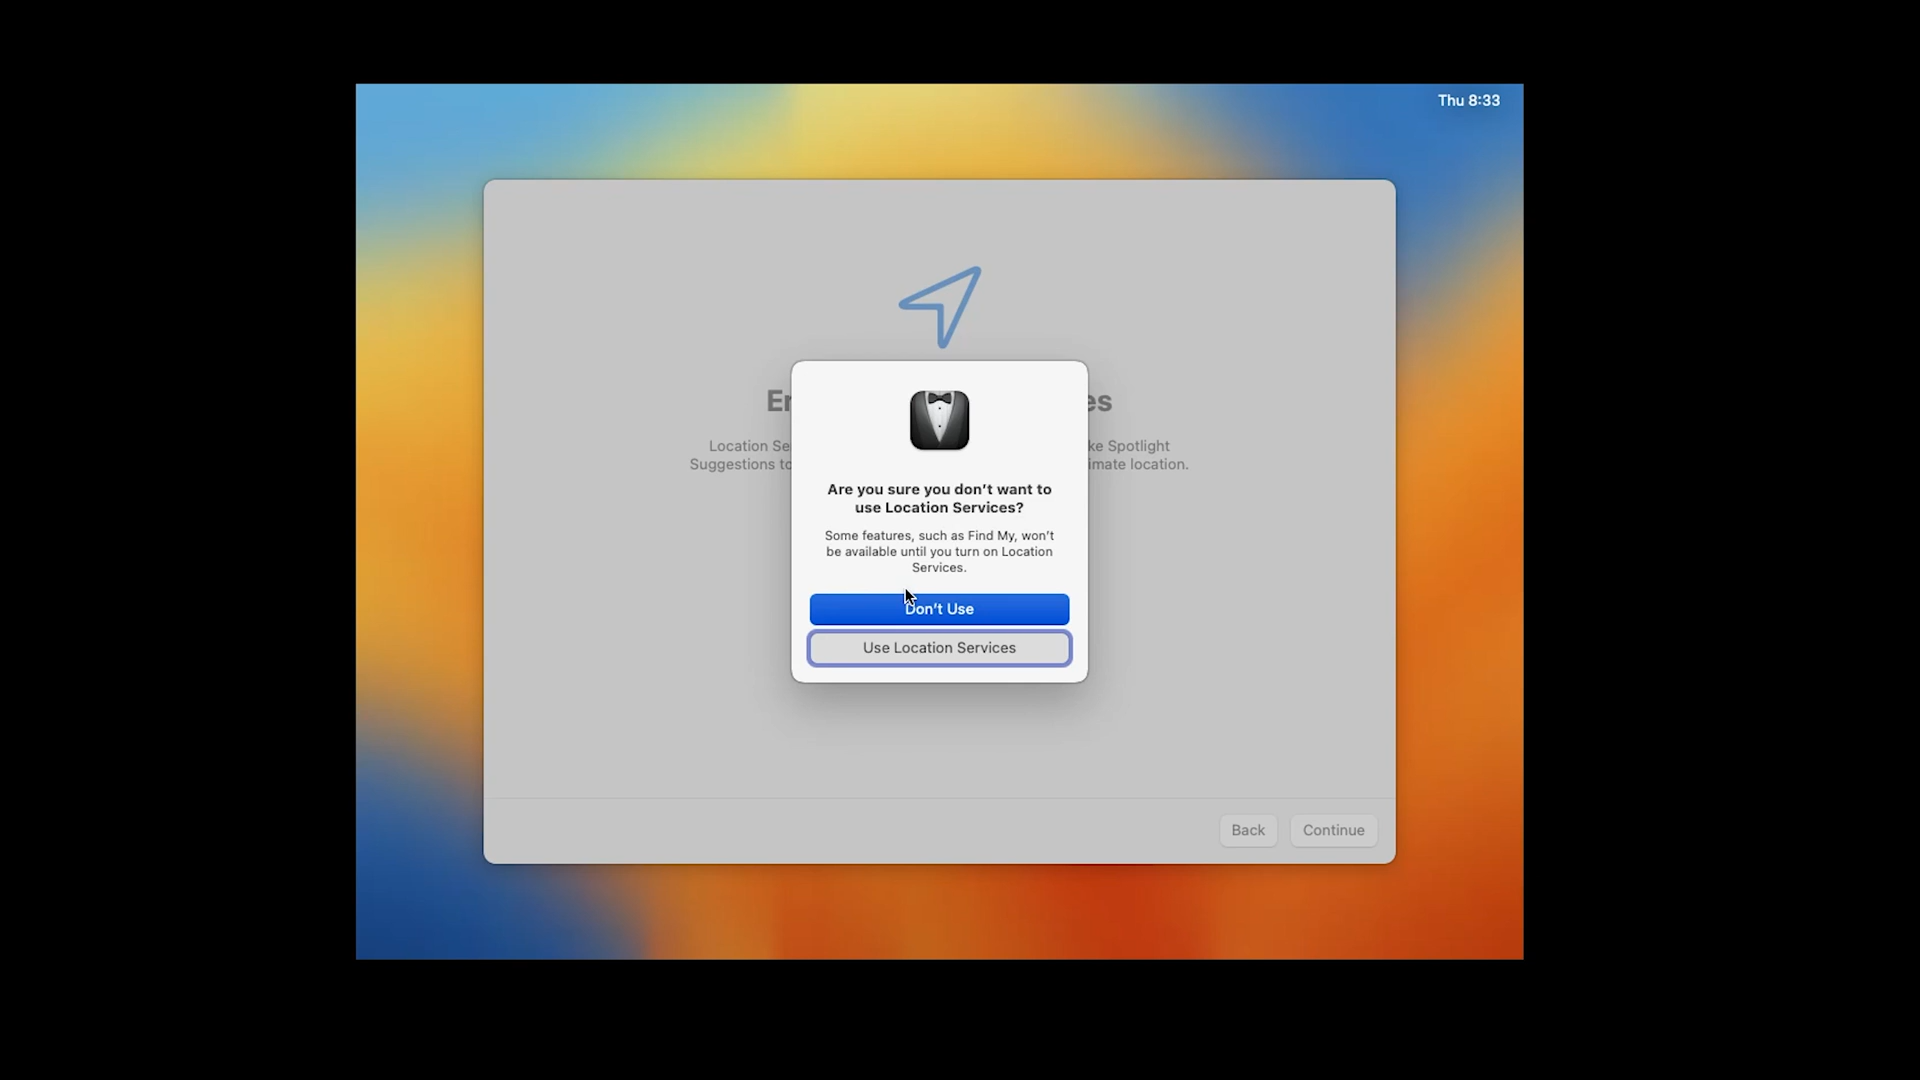 Thu 8:33
Are you sure you don't want to
use Location Services?
Location Se
ke Spotlight
Suggestions to
imate location.
Some features, such as Find My, won't
be available until you turn on Location
Services.
Don't Use
Use Location Services
Back
Continue